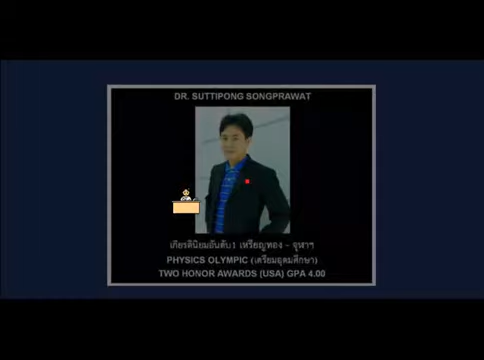 DR. SUTTIPONG SONGPRAWAT
เกียรตินิยมอันดับ1 เหรียญทอง - จุฬาฯ
PHYSICS OLYMPIC (เตรียมอุดมศึกษา)
TWO HONOR AWARDS (USA) GPA 4.00